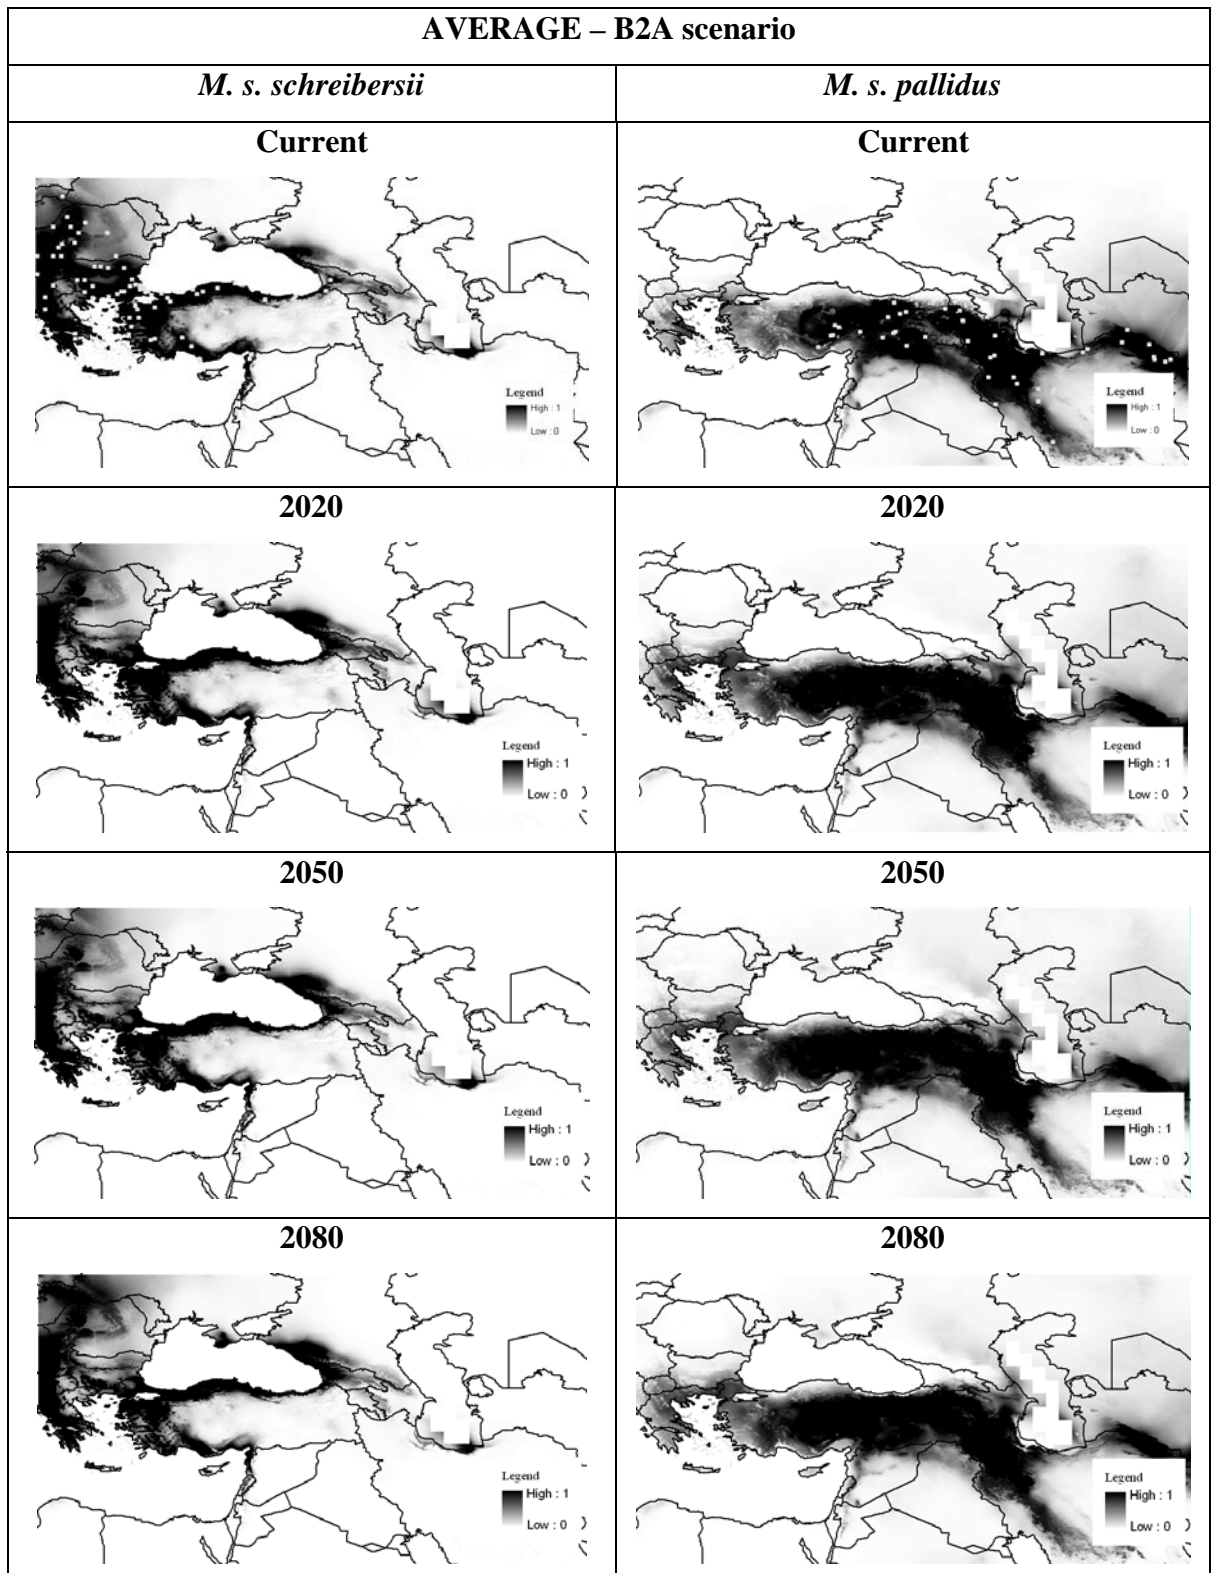 AVERAGE – B2A scenario
M. s. schreibersii
M. s. pallidus
Current
Current
Legend
High : 1
Low : 0
Legend
High : 1
Low : 0
2020
2020
Legend
High : 1
Low : 0
Legend
High : 1
Low : 0
2050
2050
Legend
High : 1
Low : 0
Legend
High : 1
Low : 0
2080
2080
Legend
High : 1
Low : 0
Legend
High : 1
Low : 0